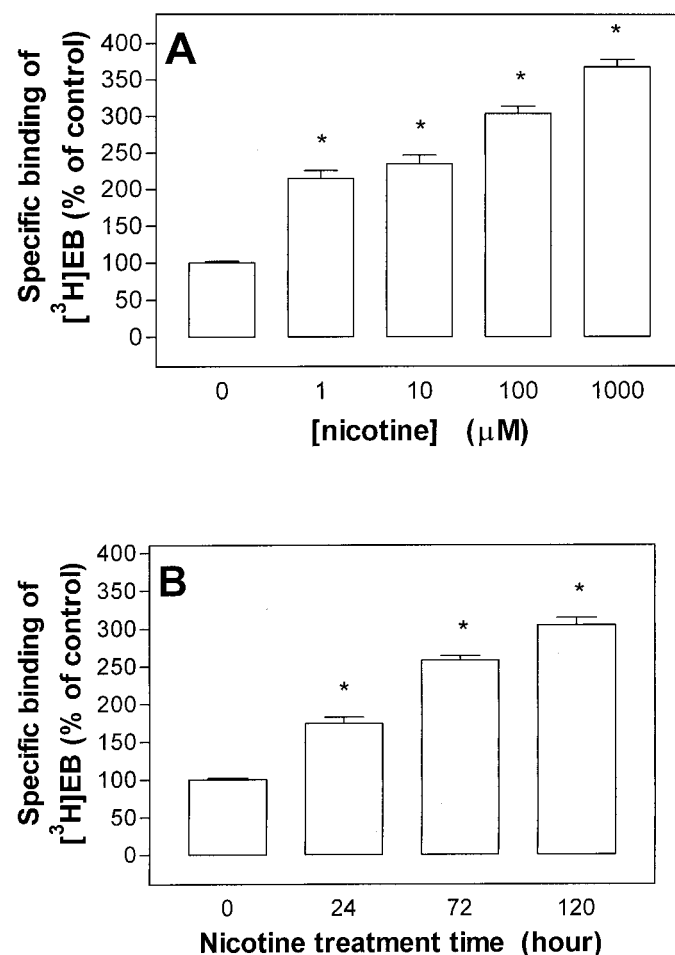 A
Specific binding of
[³H]EB (% of control)
400
350
300
250
200
150
100
50
0
*
*
*
*
0 1 10 100 1000
[nicotine] (μM)
B
Specific binding of
[³H]EB (% of control)
400
350
300
250
200
150
100
50
0
*
*
*
0 24 72 120
Nicotine treatment time (hour)